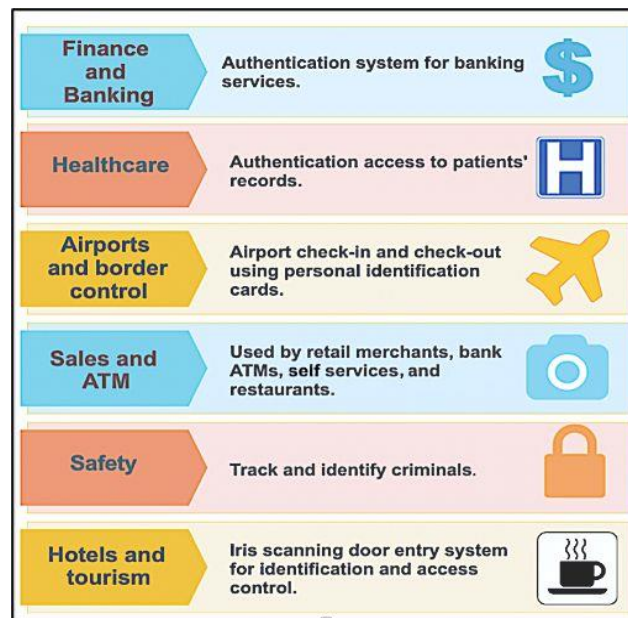 Finance
and
Banking
Authentication system for banking
services.
$
Healthcare
Authentication access to patients'
records.
H
Airports
and border
control
Airport check-in and check-out
using personal identification
cards.
Sales and
ATM
Used by retail merchants, bank
ATMs, self services, and
restaurants.
Safety
Track and identify criminals.
Hotels and
tourism
Iris scanning door entry system
for identification and access
control.